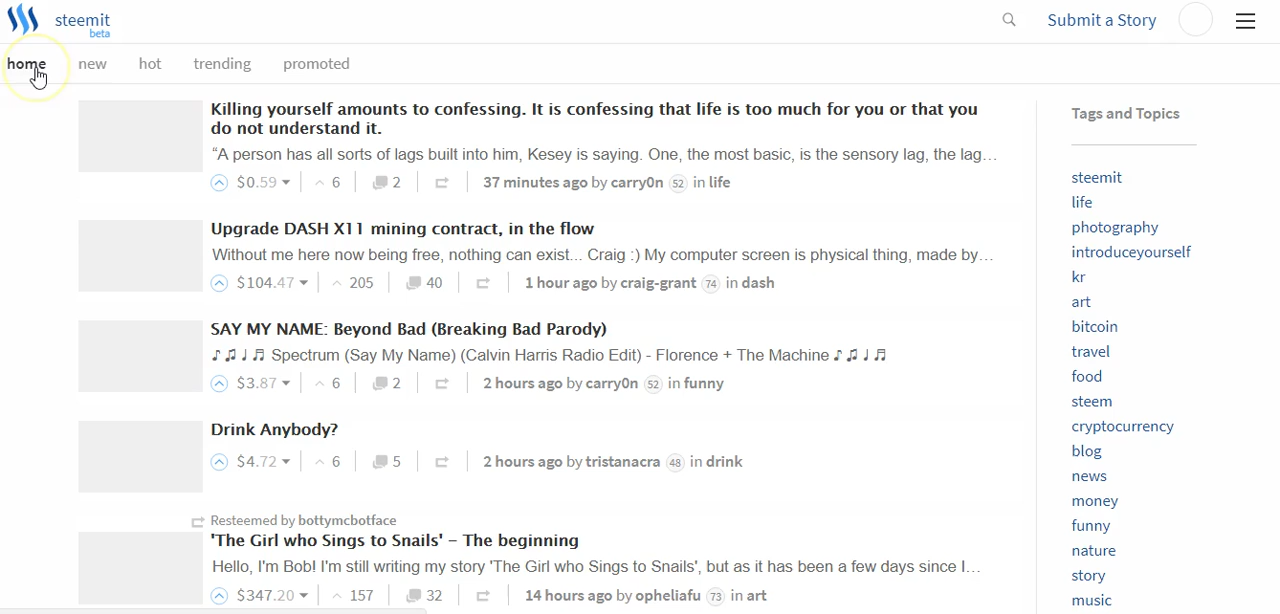 steemit
beta
Submit a Story
home new hot trending promoted
Killing yourself amounts to confessing. It is confessing that life is too much for you or that you
do not understand it.
“A person has all sorts of lags built into him, Kesey is saying. One, the most basic, is the sensory lag, the lag…
$0.59 6 2 37 minutes ago by carry0n 52 in life
Upgrade DASH X11 mining contract, in the flow
Without me here now being free, nothing can exist... Craig :) My computer screen is physical thing, made by…
$104.47 205 40 1 hour ago by craig-grant 74 in dash
SAY MY NAME: Beyond Bad (Breaking Bad Parody)
♪ ♫ ♩ ♬ Spectrum (Say My Name) (Calvin Harris Radio Edit) - Florence + The Machine ♪ ♫ ♩ ♬
$3.87 6 2 2 hours ago by carry0n 52 in funny
Drink Anybody?
$4.72 6 5 2 hours ago by tristanacra 48 in drink
Resteemed by bottymcbotface
'The Girl who Sings to Snails' – The beginning
Hello, I'm Bob! I'm still writing my story 'The Girl who Sings to Snails', but as it has been a few days since I…
$347.20 157 32 14 hours ago by opheliafu 73 in art
Tags and Topics
steemit
life
photography
introduceyourself
kr
art
bitcoin
travel
food
steem
cryptocurrency
blog
news
money
funny
nature
story
music